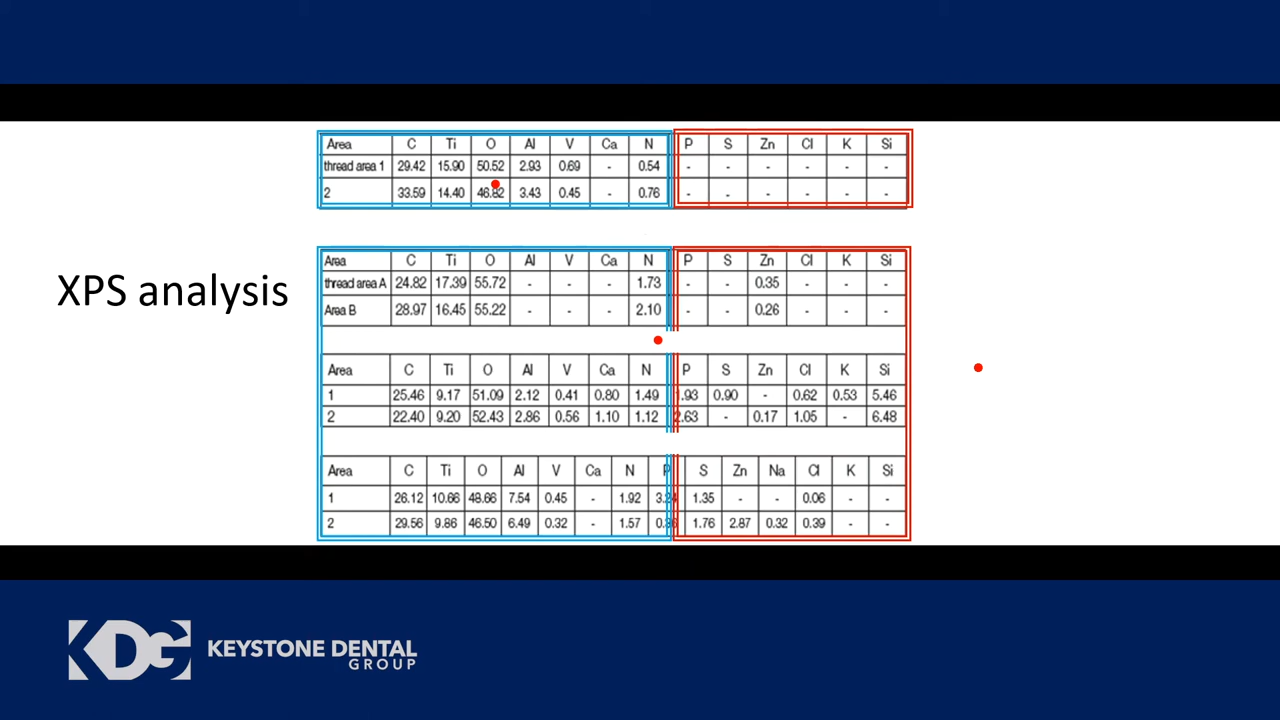 Area C Ti O Al V Ca N P S Zn Cl K Si
thread area 1 29.42 15.90 50.52 2.93 0.69 - 0.54 - - - - - -
2 33.59 14.40 46.82 3.43 0.45 - 0.76 - - - - - -
XPS analysis
Area C Ti O Al V Ca N P S Zn Cl K Si
thread area A 24.82 17.39 55.72 - - - 1.73 - - 0.35 - - -
Area B 28.97 16.45 55.22 - - - 2.10 - - 0.26 - - -
Area C Ti O Al V Ca N P S Zn Cl K Si
1 25.46 9.17 51.09 2.12 0.41 0.80 1.49 1.93 0.90 - 0.62 0.53 5.46
2 22.40 9.20 52.43 2.86 0.56 1.10 1.12 2.63 - 0.17 1.05 - 6.48
Area C Ti O Al V Ca N P S Zn Na Cl K Si
1 26.12 10.66 48.66 7.54 0.45 - 1.92 1.35 - - 0.06 - -
2 29.56 9.86 46.50 6.49 0.32 - 1.57 1.76 2.87 0.32 0.39 - -
KDG KEYSTONE DENTAL
GROUP